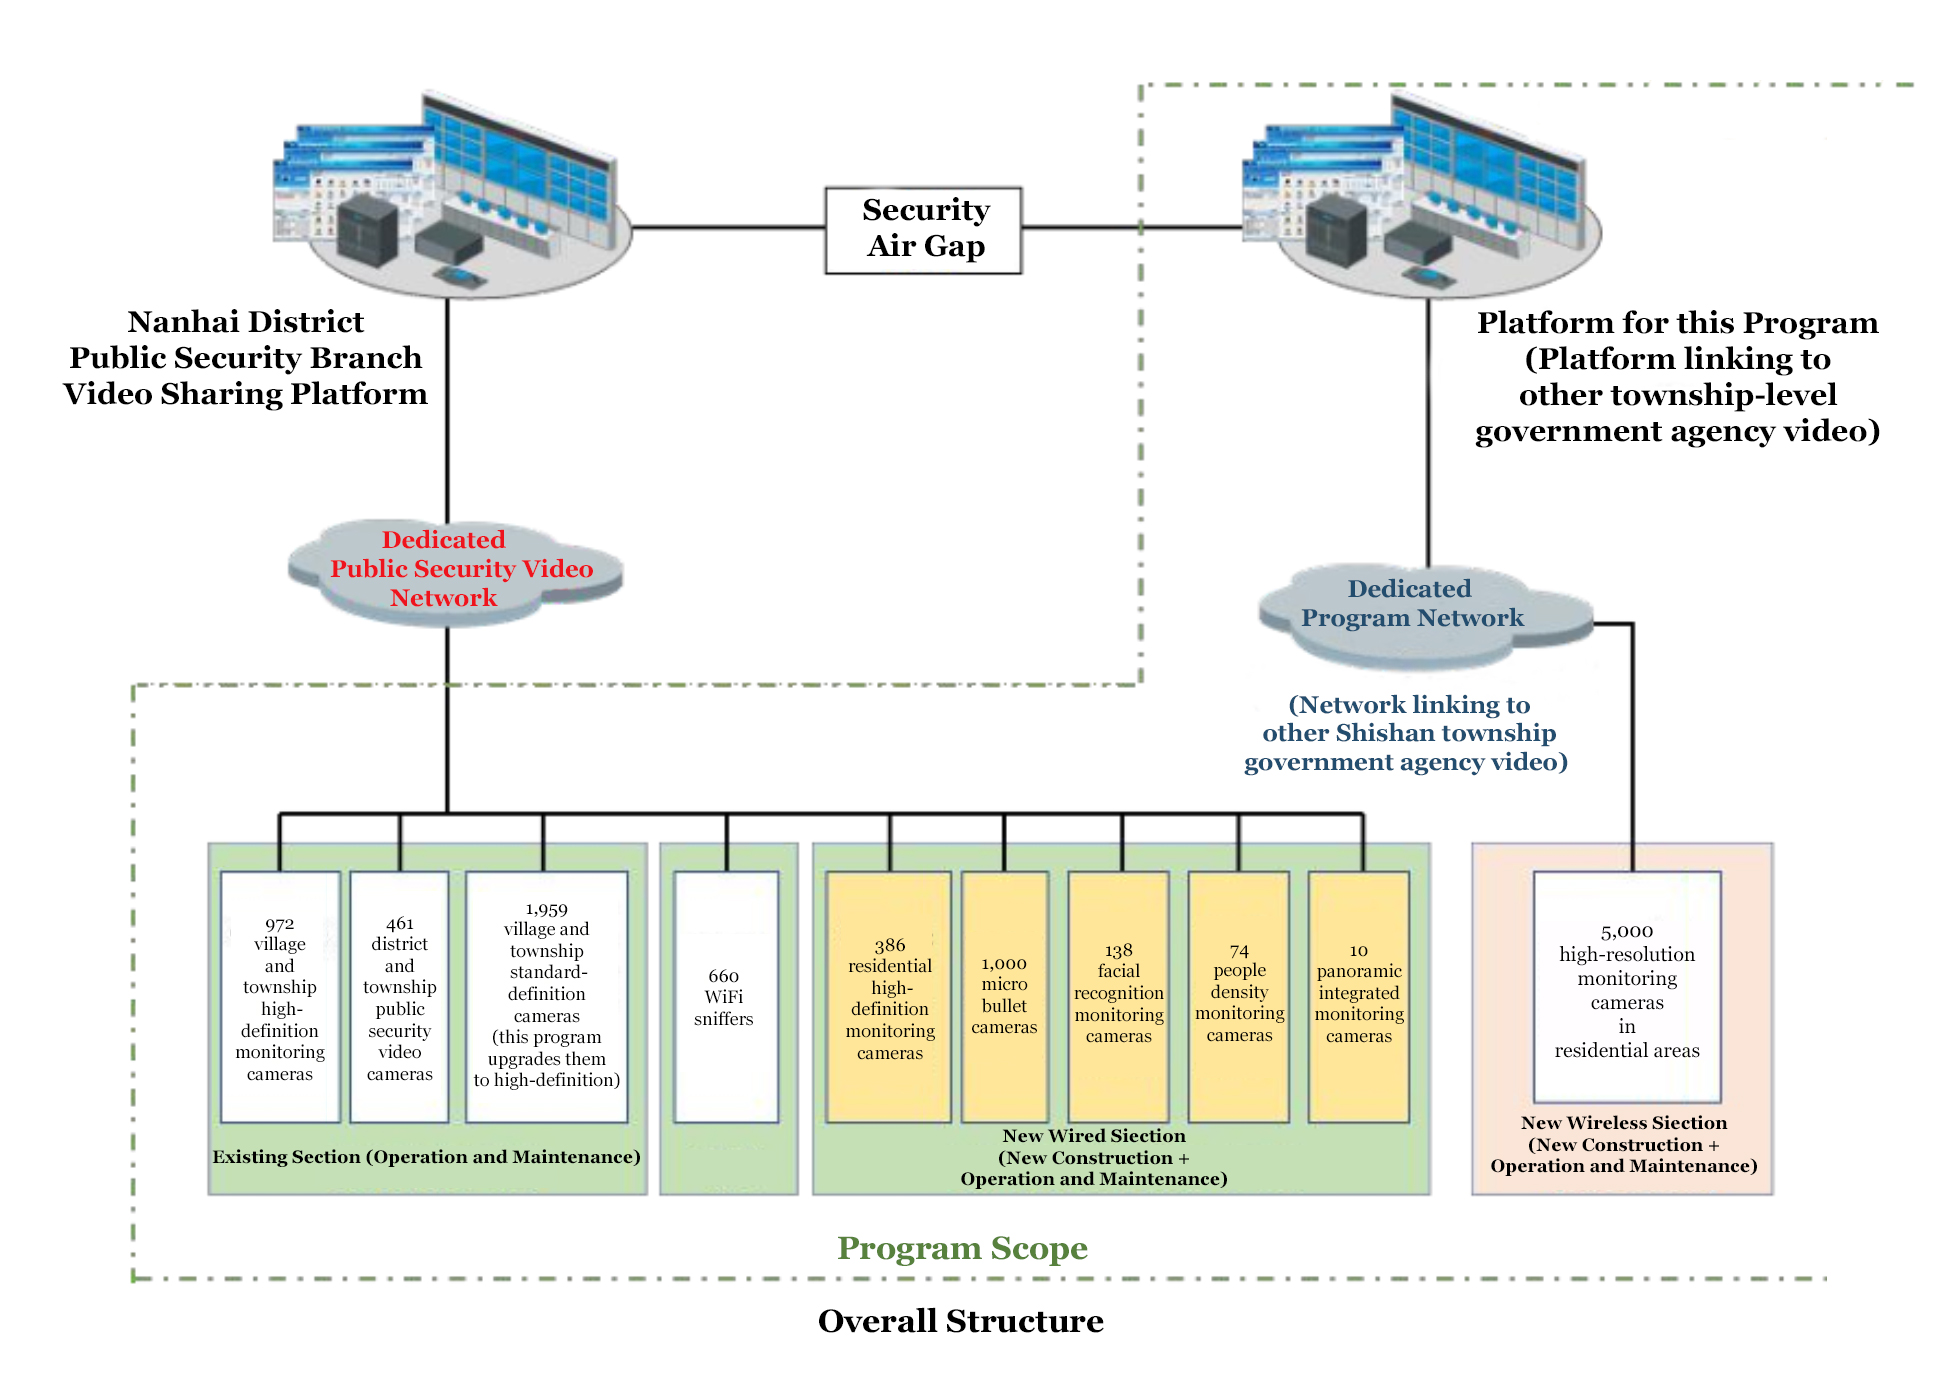 Security
Air Gap
Nanhai District
Public Security Branch
Video Sharing Platform
Platform for this Program
(Platform linking to
other township-level
government agency video)
Dedicated
Public Security Video
Network
Dedicated
Program Network
(Network linking to
other Shishan township
government agency video)
972
village
and
township
high-
definition
monitoring
cameras
461
district
and
township
public
security
video
cameras
1,959
village and
township
standard-
definition
cameras
(this program
upgrades them
to high-definition)
Existing Section (Operation and Maintenance)
660
WiFi
sniffers
386
residential
high-
definition
monitoring
cameras
1,000
micro
bullet
cameras
138
facial
recognition
monitoring
cameras
74
people
density
monitoring
cameras
10
panoramic
integrated
monitoring
cameras
New Wired Siection
(New Construction +
Operation and Maintenance)
5,000
high-resolution
monitoring
cameras
in
residential areas
New Wireless Siection
(New Construction +
Operation and Maintenance)
Program Scope
Overall Structure